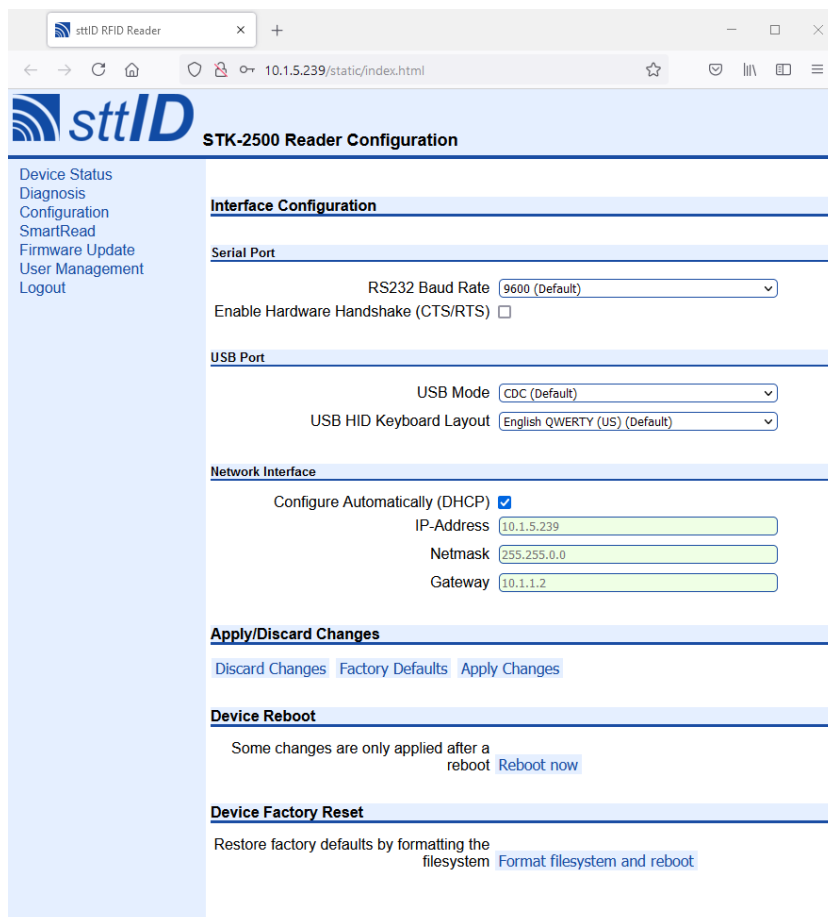 sttID RFID Reader
10.1.5.239/static/index.html
sttID
STK-2500 Reader Configuration
Device Status
Diagnosis
Configuration
SmartRead
Firmware Update
User Management
Logout
Interface Configuration
Serial Port
RS232 Baud Rate 9600 (Default)
Enable Hardware Handshake (CTS/RTS)
USB Port
USB Mode CDC (Default)
USB HID Keyboard Layout English QWERTY (US) (Default)
Network Interface
Configure Automatically (DHCP)
IP-Address 10.1.5.239
Netmask 255.255.0.0
Gateway 10.1.1.2
Apply/Discard Changes
Discard Changes Factory Defaults Apply Changes
Device Reboot
Some changes are only applied after a
reboot Reboot now
Device Factory Reset
Restore factory defaults by formatting the
filesystem Format filesystem and reboot